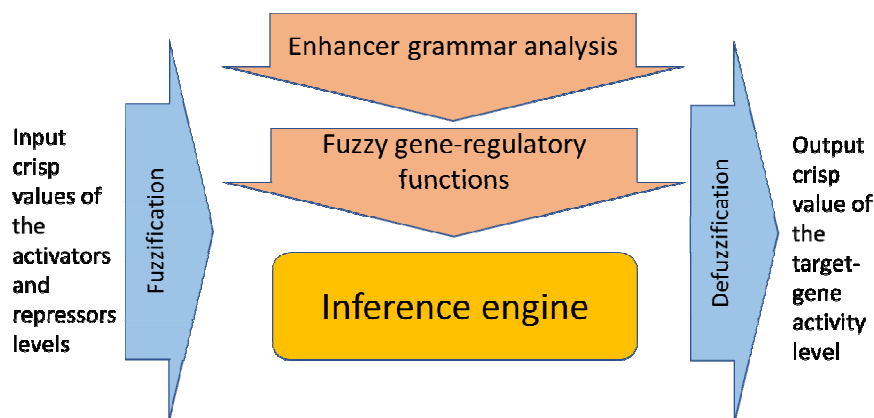 Enhancer grammar analysis
Fuzzy gene-regulatory
functions
Inference engine
Input
crisp
values of
the
activators
and
repressors
levels
Fuzzification
Defuzzification
Output
crisp
value of
the
target-
gene
activity
level